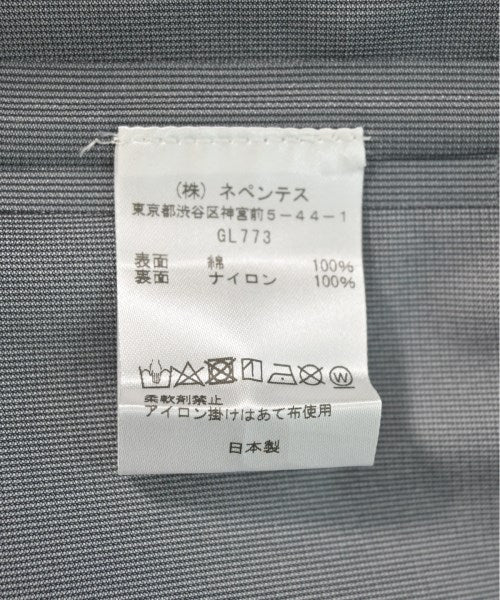 （株）ネペンテス
東京都渋谷区神宮前5-44-1
GL773
表面 綿 100%
裏面 ナイロン 100%
柔軟剤禁止
アイロン掛けはあて布使用
日本製